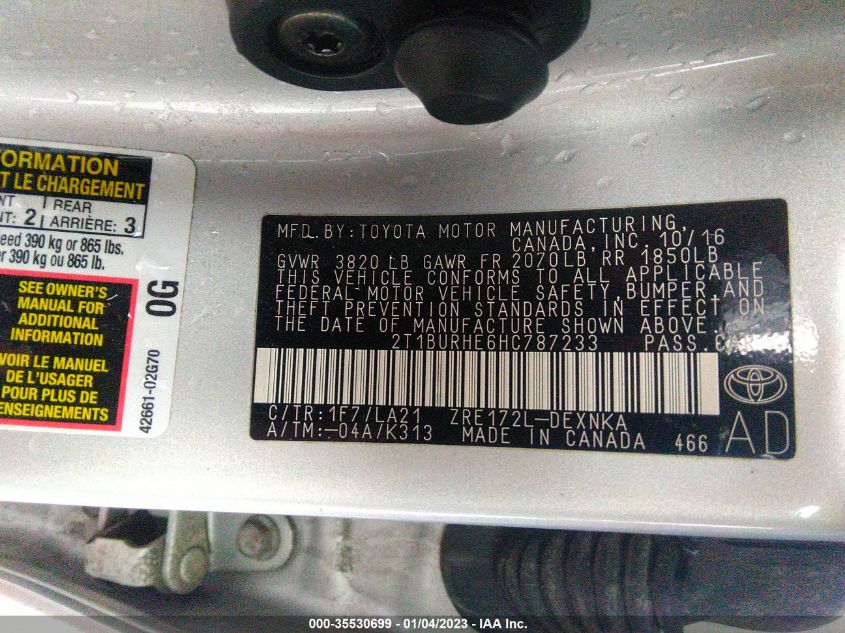 ORMATION
T LE CHARGEMENT
NT | REAR
NT: 2 | ARRIÈRE: 3
eed 390 kg or 865 lbs.
er 390 kg ou 865 lb.
SEE OWNER'S
MANUAL FOR
ADDITIONAL
INFORMATION
VOIR LE MANUEL
DE L'USAGER
POUR PLUS DE
RENSEIGNEMENTS
0G
42661-02G70
MFD.BY:TOYOTA MOTOR MANUFACTURING,
CANADA, INC. 10/16
GVWR 3820 LB GAWR FR 2070LB, RR 1850LB
THIS VEHICLE CONFORMS TO ALL APPLICABLE
FEDERAL MOTOR VEHICLE SAFETY, BUMPER, AND
THEFT PREVENTION STANDARDS IN EFFECT ON
THE DATE OF MANUFACTURE SHOWN ABOVE.
2T1BURHE6HC787233 PASS.CAR
C/TR:1F7/LA21 ZRE172L-DEXNKA
A/TM:-04A/K313 MADE IN CANADA 466
AD
000-35530699 - 01/04/2023 - IAA Inc.